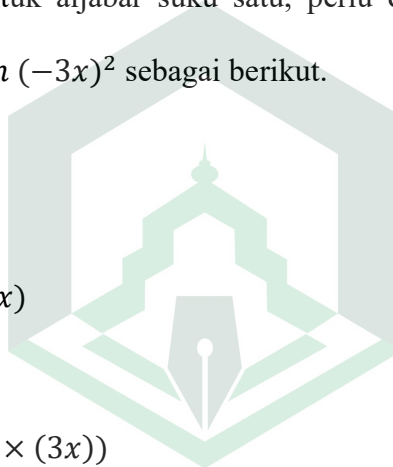 tuk aljabar suku satu, perlu
n (−3x)² sebagai berikut.
x)
× (3x))